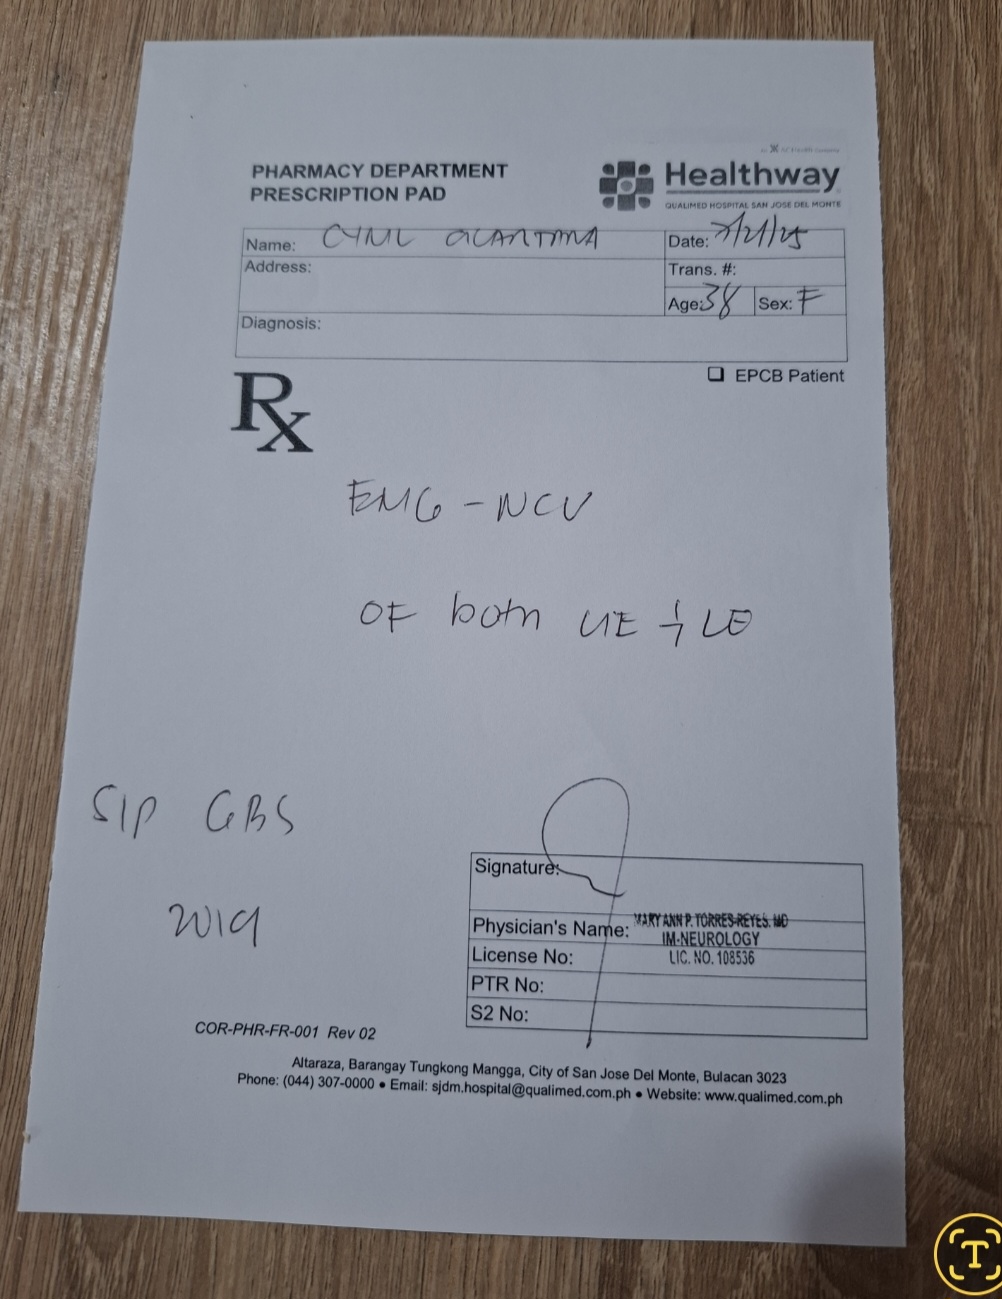 PHARMACY DEPARTMENT
PRESCRIPTION PAD
Healthway
QUALIMED HOSPITAL SAN JOSE DEL MONTE
Name:
Date: 7/21/25
Address:
Trans. #:
Age: 38 Sex: F
Diagnosis:
EPCB Patient
Rx
EMG - NCV
OF both UE & LE
S/P GBS
2019
Signature:
Physician's Name: MARY ANN P. TORRES-REYES, MD
IM-NEUROLOGY
License No: LIC. NO. 108536
PTR No:
S2 No:
COR-PHR-FR-001 Rev 02
Altaraza, Barangay Tungkong Mangga, City of San Jose Del Monte, Bulacan 3023
Phone: (044) 307-0000 ● Email: sjdm.hospital@qualimed.com.ph ● Website: www.qualimed.com.ph